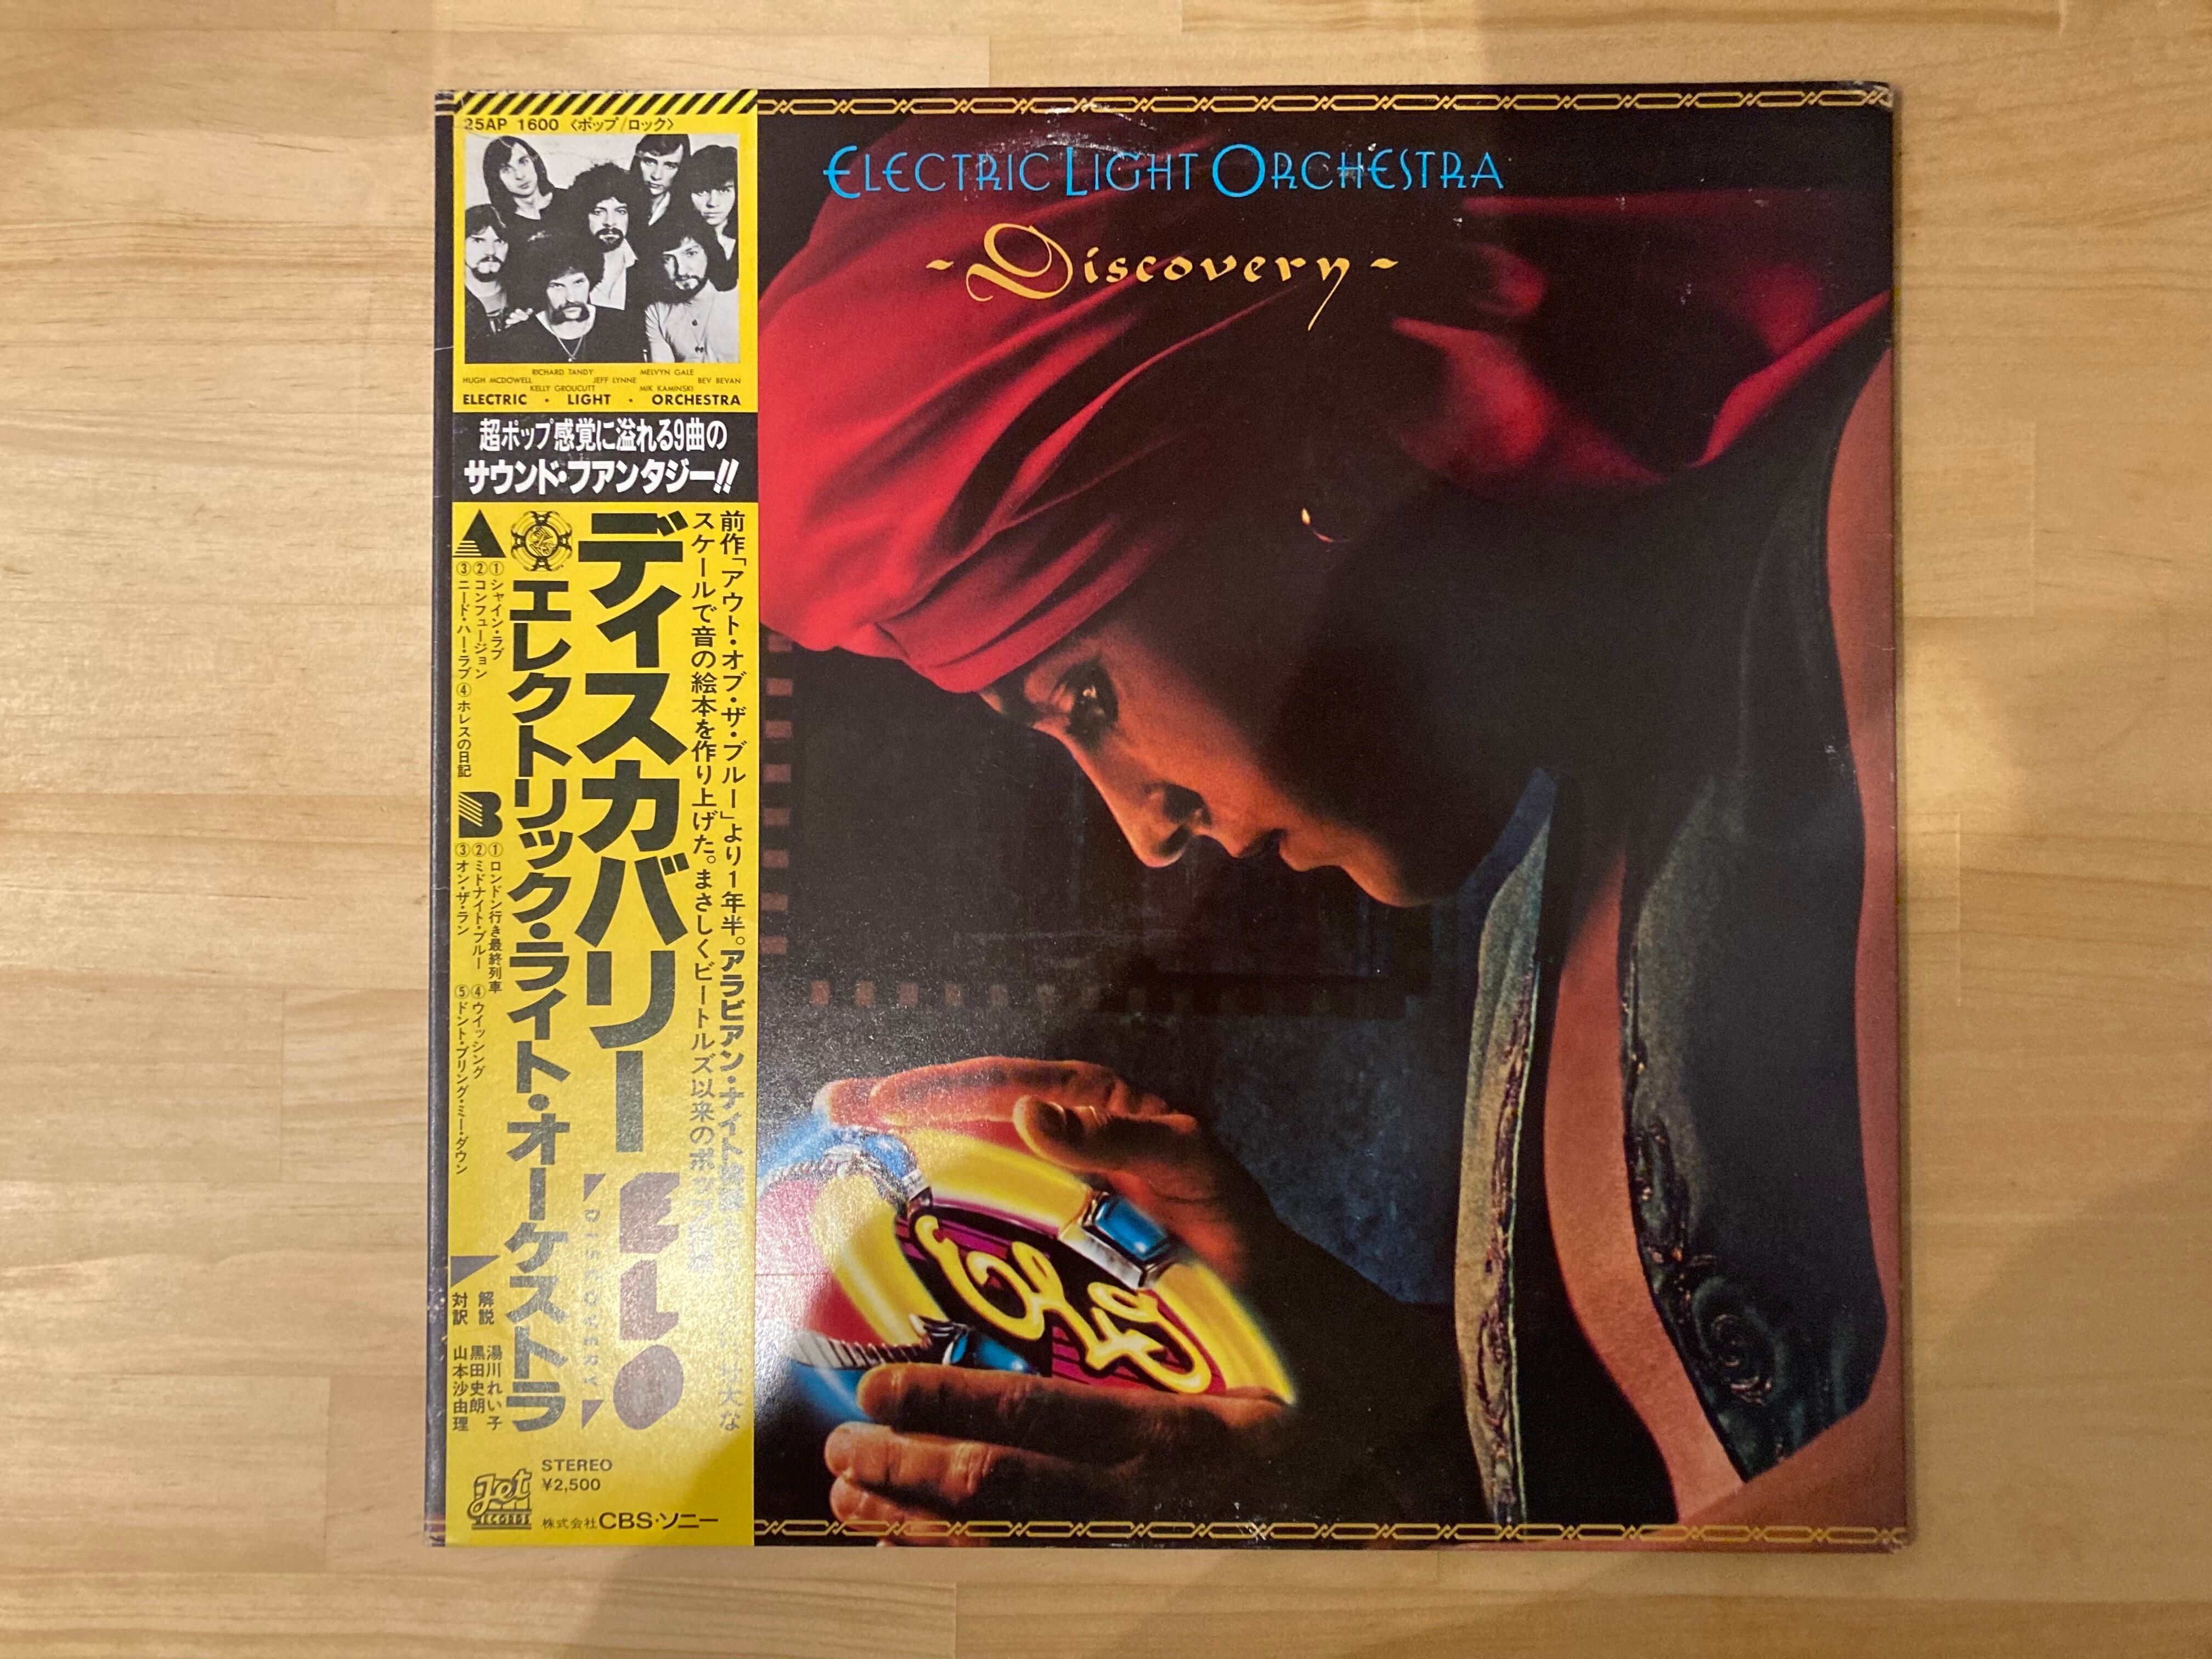 25AP 1600 〈ポップ/ロック〉
RICHARD TANDY MELVYN GALE
HUGH MCDOWELL JEFF LYNNE BEV BEVAN
KELLY GROUCUTT MIK KAMINSKI
ELECTRIC・LIGHT・ORCHESTRA
超ポップ感覚に溢れる9曲の
サウンド・ファンタジー!!
前作「アウト・オブ・ザ・ブルー」より1年半。アラビアン・ナイト 大な
スケールで音の絵本を作り上げた。まさしくビートルズ以来のポップ
ディスカバリー
"ELO
DISCOVERY"
エレクトリック・ライト・オーケストラ
A
①シャイン・ラブ
②コンフュージョン
③ニード・ハー・ラブ ④ホレスの日記
B
①ロンドン行き最終列車
②ミドナイト・ブルー ④ウイッシング
③オン・ザ・ラン ⑤ドント・ブリング・ミー・ダウン
解説 湯川れい子
黒田史朗
対訳 山本沙由理
Jet
RECORDS
STEREO
¥2,500
株式会社CBS・ソニー
ELECTRIC LIGHT ORCHESTRA
-Discovery-
ELO